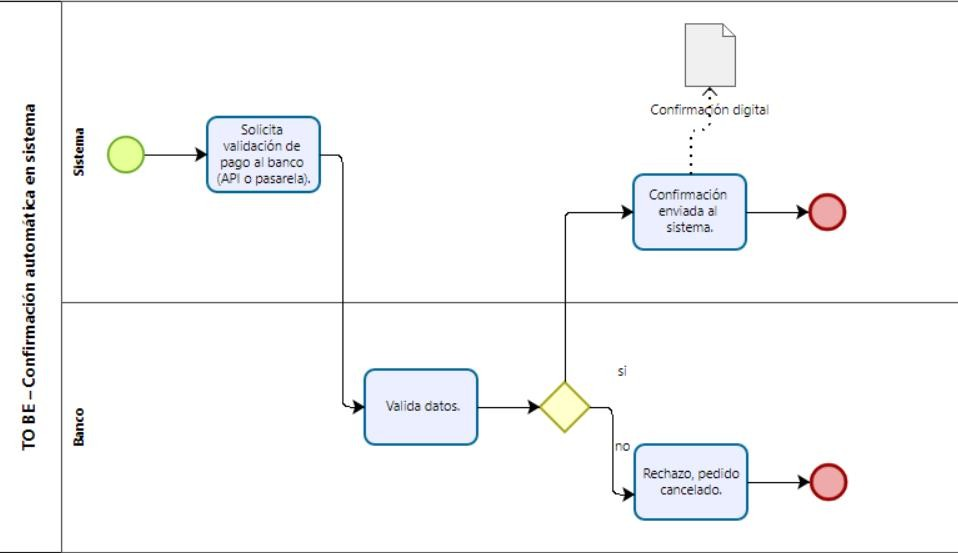 TO BE – Confirmación automática en sistema
Sistema
Solicita
validación de
pago al banco
(API o pasarela).
Confirmación digital
Confirmación
enviada al
sistema.
Banco
Valida datos.
si
no
Rechazo, pedido
cancelado.